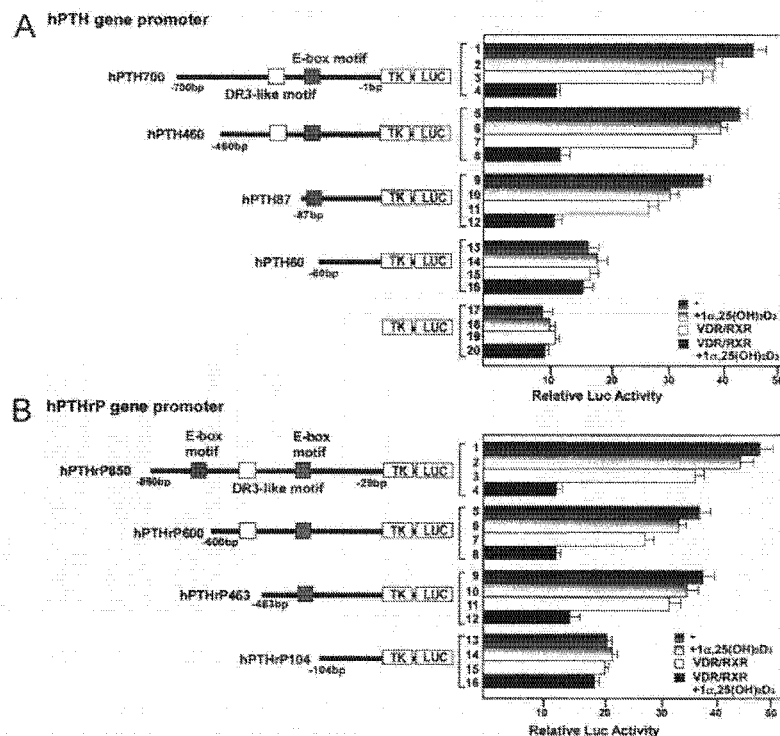 A hPTH gene promoter
E-box motif
hPTH700
-700bp
DR3-like motif
-1bp
TK LUC
1
2
3
4
hPTH460
-460bp
TK LUC
5
6
7
8
hPTH87
-87bp
TK LUC
9
10
11
12
hPTH60
-60bp
TK LUC
13
14
15
16
TK LUC
17
18
19
20
-
+1α,25(OH)₂D₃
VDR/RXR
VDR/RXR
+1α,25(OH)₂D₃
10 20 30 40 50
Relative Luc Activity
B hPTHrP gene promoter
E-box
motif
E-box
motif
hPTHrP850
-850bp
DR3-like motif
-28bp
TK LUC
1
2
3
4
hPTHrP600
-600bp
TK LUC
5
6
7
8
hPTHrP463
-463bp
TK LUC
9
10
11
12
hPTHrP104
-104bp
TK LUC
13
14
15
16
-
+1α,25(OH)₂D₃
VDR/RXR
VDR/RXR
+1α,25(OH)₂D₃
10 20 30 40 50
Relative Luc Activity